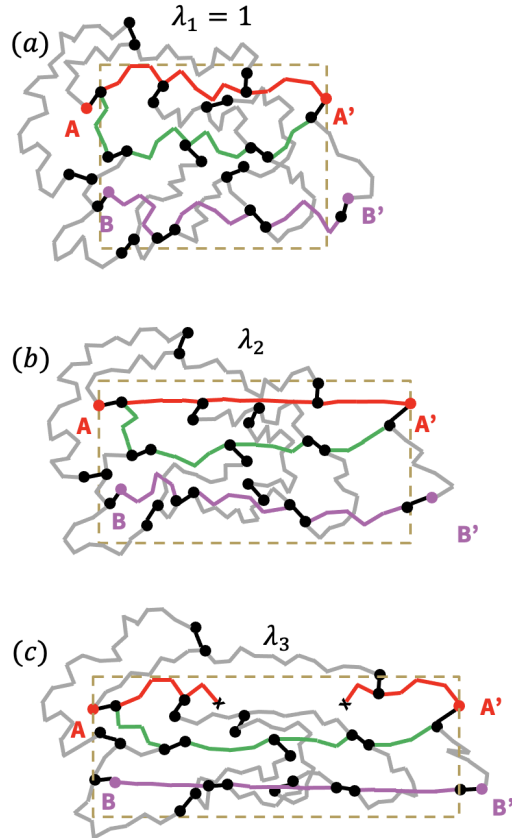 (a) λ₁ = 1
A A'
B B'
(b) λ₂
A A'
B B'
(c) λ₃
A A'
B B'